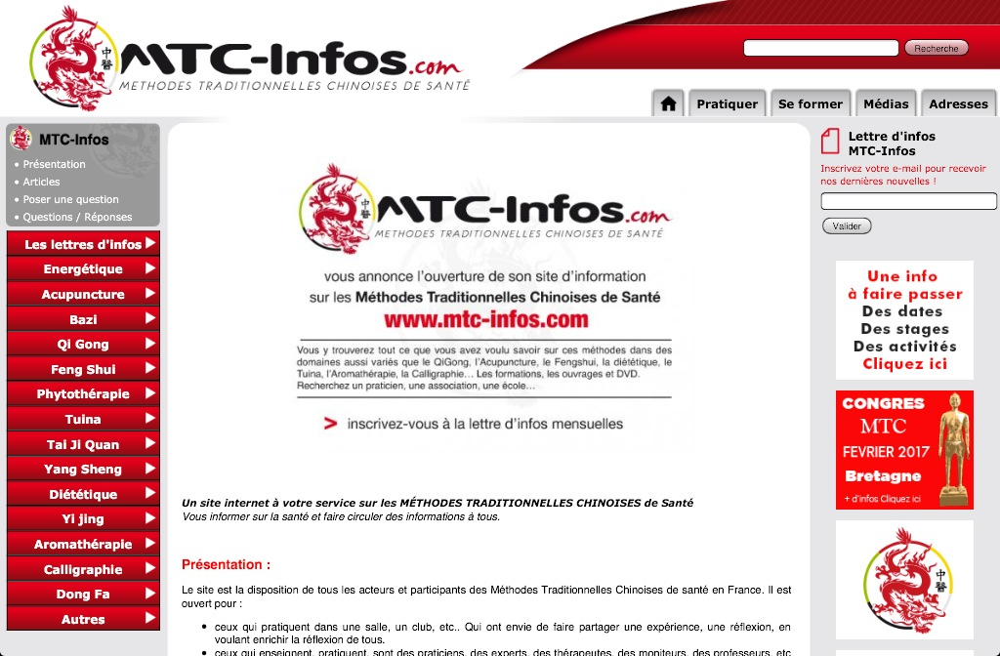 中
醫
MTC-Infos.com
METHODES TRADITIONNELLES CHINOISES DE SANTÉ
Recherche
Pratiquer
Se former
Médias
Adresses
MTC-Infos
• Présentation
• Articles
• Poser une question
• Questions / Réponses
Les lettres d'infos
Energétique
Acupuncture
Bazi
Qi Gong
Feng Shui
Phytothérapie
Tuina
Tai Ji Quan
Yang Sheng
Diététique
Yi jing
Aromathérapie
Calligraphie
Dong Fa
Autres
中
醫
MTC-Infos.com
METHODES TRADITIONNELLES CHINOISES DE SANTÉ
vous annonce l'ouverture de son site d'information
sur les Méthodes Traditionnelles Chinoises de Santé
www.mtc-infos.com
Vous y trouverez tout ce que vous avez voulu savoir sur ces méthodes dans des
domaines aussi variés que le QiGong, l'Acupuncture, le Fengshui, la diététique, le
Tuina, l'Aromathérapie, la Calligraphie… Les formations, les ouvrages et DVD.
Recherchez un praticien, une association, une école…
> inscrivez-vous à la lettre d'infos mensuelles
Un site internet à votre service sur les MÉTHODES TRADITIONNELLES CHINOISES de Santé
Vous informer sur la santé et faire circuler des informations à tous.
Présentation :
Le site est la disposition de tous les acteurs et participants des Méthodes Traditionnelles Chinoises de santé en France. Il est
ouvert pour :
• ceux qui pratiquent dans une salle, un club, etc.. Qui ont envie de faire partager une expérience, une réflexion, en
voulant enrichir la réflexion de tous.
• ceux qui enseignent, pratiquent, sont des praticiens, des experts, des thérapeutes, des moniteurs, des professeurs, etc
Lettre d'infos
MTC-Infos
Inscrivez votre e-mail pour recevoir
nos dernières nouvelles !
Valider
Une info
à faire passer
Des dates
Des stages
Des activités
Cliquez ici
CONGRES
MTC
FEVRIER 2017
Bretagne
+ d'infos Cliquez ici
中
醫